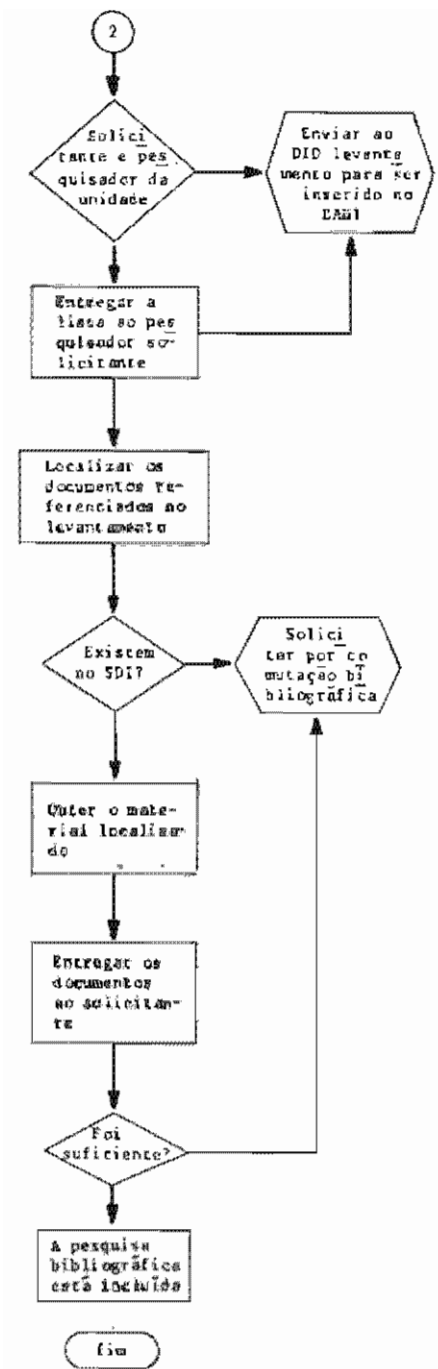 2
Solici
tante e pes
quisador da
unidade
Enviar ao
DID levanta
mento para ser
inserido no
Entregar a
lista ao pes
quisador so-
licitante
Localizar os
documentos re-
ferenciados no
levantamento
Existem
no SDI?
Solici
tar por co
mutação bi
bliográfica
Obter o mate-
rial localiza-
do
Entregar os
documentos
ao solicitan-
te
Foi
suficiente?
A pesquisa
bibliográfica
está incluída
fim